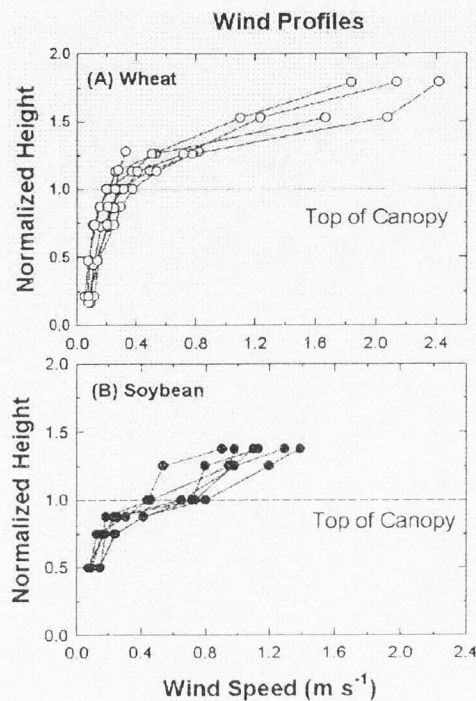 Wind Profiles
(A) Wheat
Normalized Height
2.0
1.5
1.0
0.5
0.0
Top of Canopy
0.0 0.4 0.8 1.2 1.6 2.0 2.4
(B) Soybean
Normalized Height
2.0
1.5
1.0
0.5
0.0
Top of Canopy
0.0 0.4 0.8 1.2 1.6 2.0 2.4
Wind Speed (m s⁻¹)